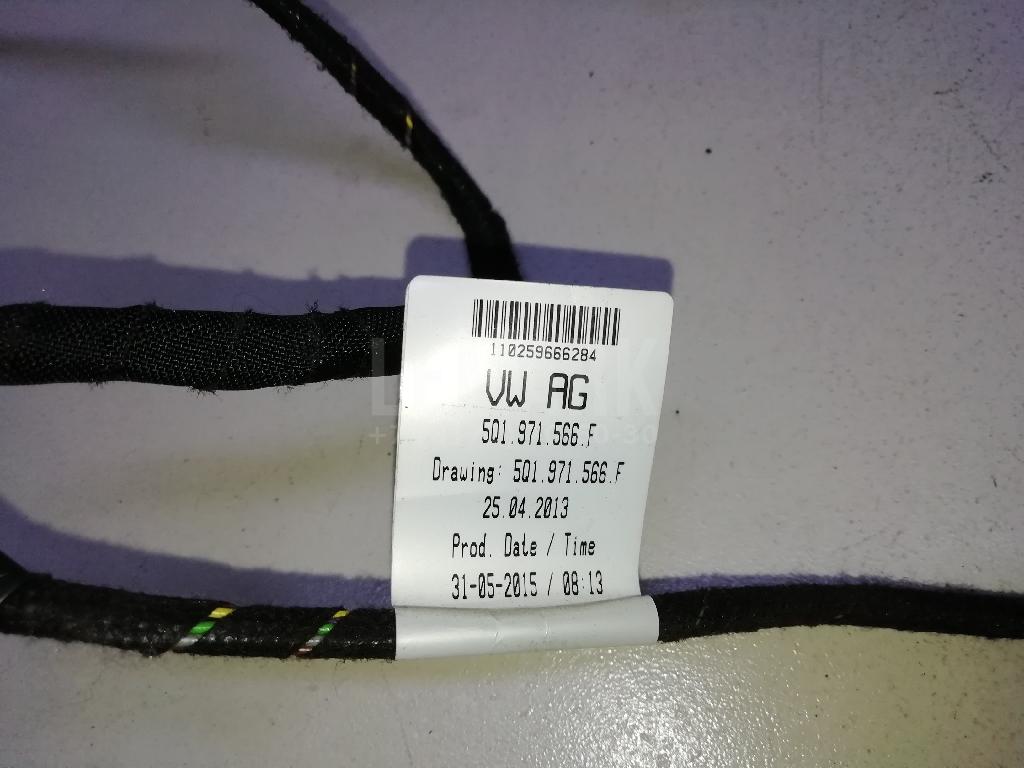 110259666284
VW AG
5Q1.971.566.F
Drawing: 5Q1.971.566.F
25.04.2013
Prod. Date / Time
31-05-2015 / 08:13